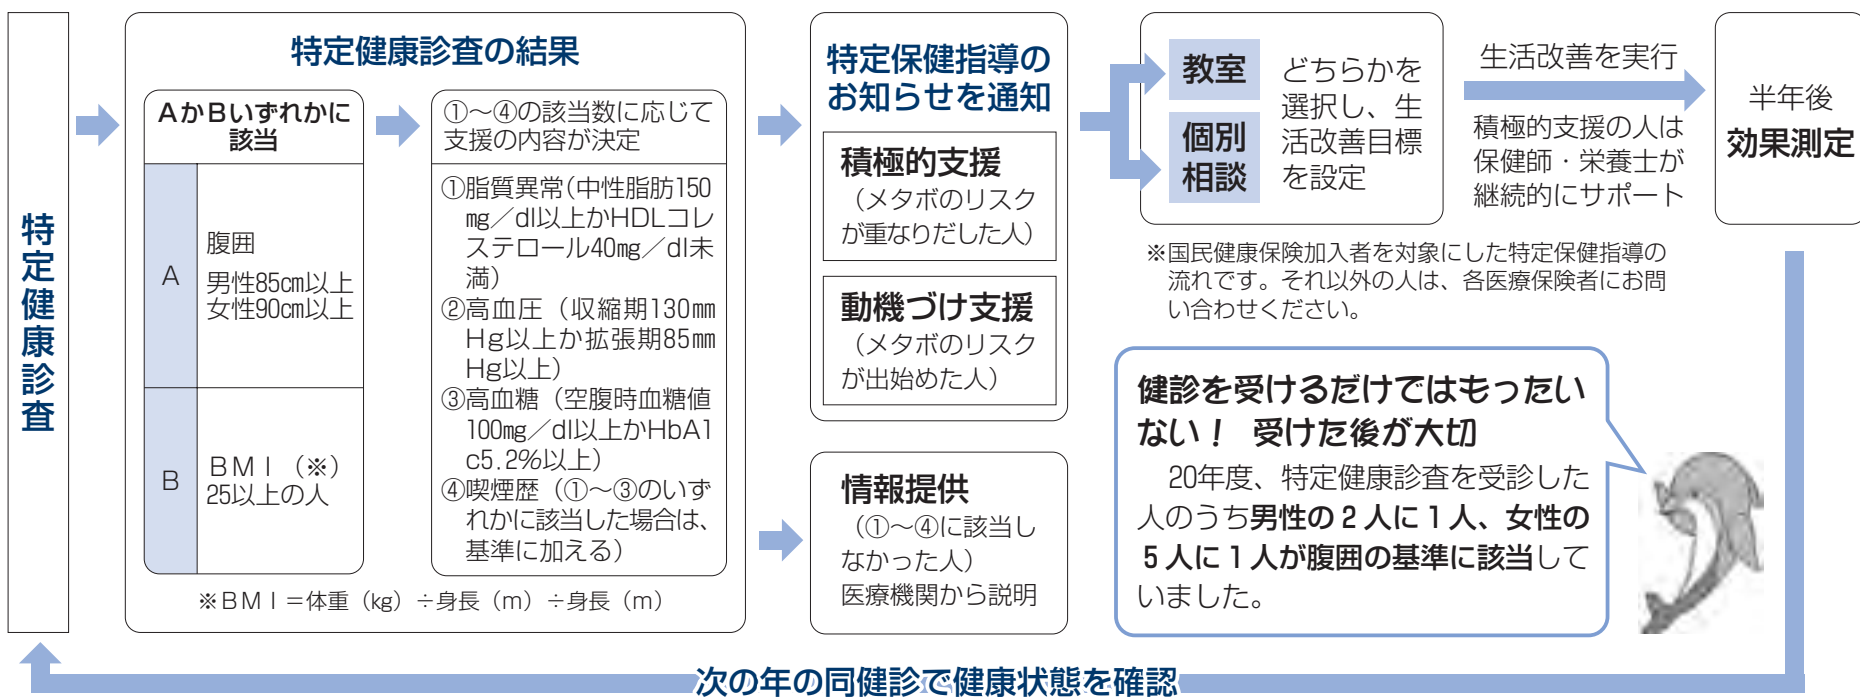 特定健康診査
特定健康診査の結果
AかBいずれかに
該当
A
腹囲
男性85cm以上
女性90cm以上
B
BMI（※）
25以上の人
①〜④の該当数に応じて
支援の内容が決定
①脂質異常（中性脂肪150
㎎／dl以上かHDLコレ
ステロール40㎎／dl未
満）
②高血圧（収縮期130㎜
Hg以上か拡張期85㎜
Hg以上）
③高血糖（空腹時血糖値
100㎎／dl以上かHbA1
c5.2%以上）
④喫煙歴（①〜③のいず
れかに該当した場合は、
基準に加える）
※BMI＝体重（kg）÷身長（m）÷身長（m）
特定保健指導の
お知らせを通知
積極的支援
（メタボのリスク
が重なりだした人）
動機づけ支援
（メタボのリスク
が出始めた人）
情報提供
（①〜④に該当し
なかった人）
医療機関から説明
教室
個別
相談
どちらかを
選択し、生
活改善目標
を設定
生活改善を実行
積極的支援の人は
保健師・栄養士が
継続的にサポート
半年後
効果測定
※国民健康保険加入者を対象にした特定保健指導の
流れです。それ以外の人は、各医療保険者にお問
い合わせください。
健診を受けるだけではもったい
ない！ 受けた後が大切
20年度、特定健康診査を受診した
人のうち男性の2人に1人、女性の
5人に1人が腹囲の基準に該当して
いました。
次の年の同健診で健康状態を確認